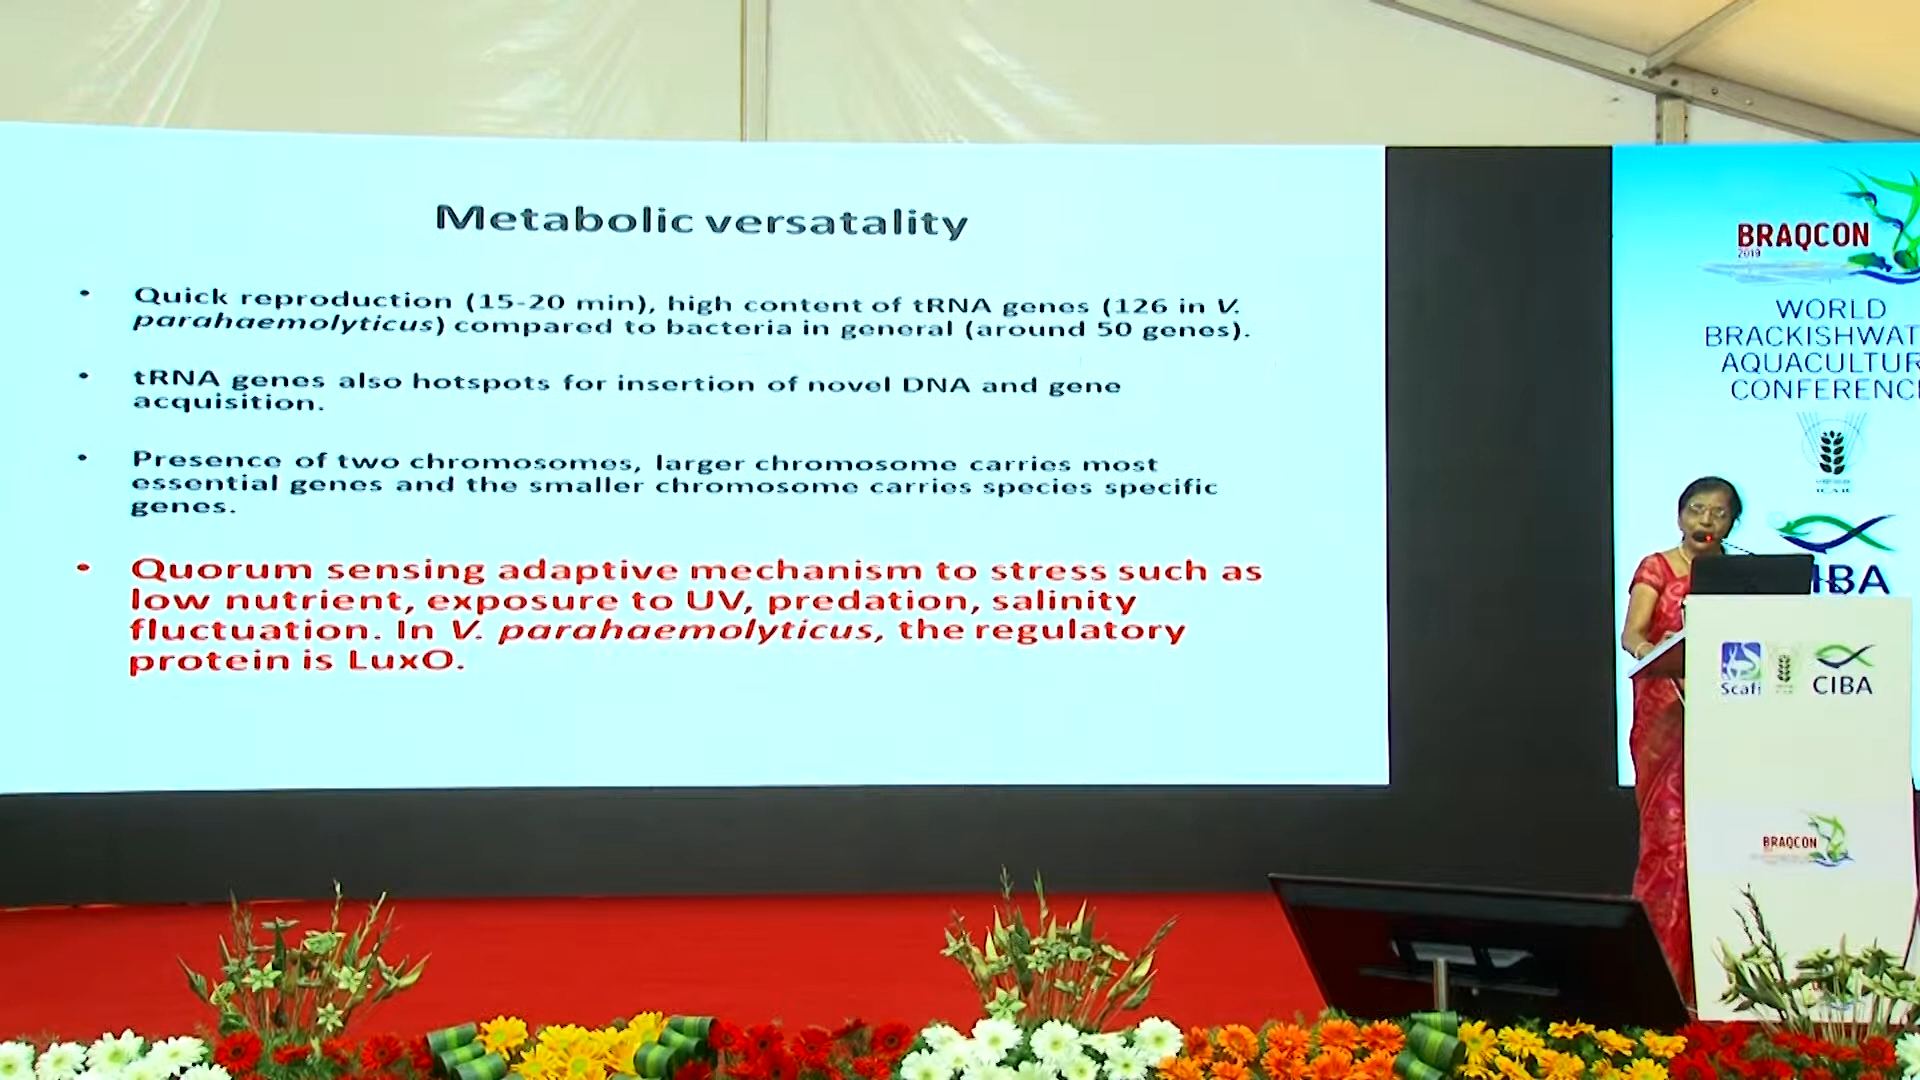 Metabolic versatality
• Quick reproduction (15-20 min), high content of tRNA genes (126 in V.
parahaemolyticus) compared to bacteria in general (around 50 genes).
• tRNA genes also hotspots for insertion of novel DNA and gene
acquisition.
• Presence of two chromosomes, larger chromosome carries most
essential genes and the smaller chromosome carries species specific
genes.
• Quorum sensing adaptive mechanism to stress such as
low nutrient, exposure to UV, predation, salinity
fluctuation. In V. parahaemolyticus, the regulatory
protein is LuxO.
BRAQCON
2019
WORLD
BRACKISHWAT
AQUACULTUR
CONFERENC
IBA
Scafi
CIBA
BRAQCON